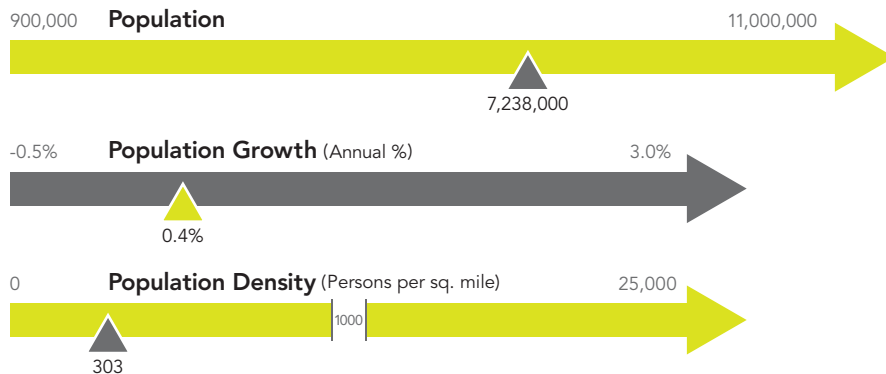 900,000 Population 11,000,000
7,238,000
-0.5% Population Growth (Annual %) 3.0%
0.4%
0 Population Density (Persons per sq. mile) 25,000
1000
303